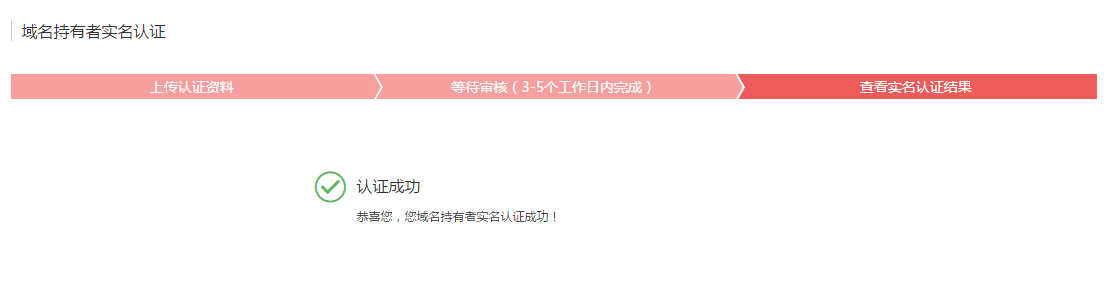 域名持有者实名认证
上传认证资料
等待审核（3-5个工作日内完成）
查看实名认证结果
认证成功
恭喜您，您域名持有者实名认证成功！